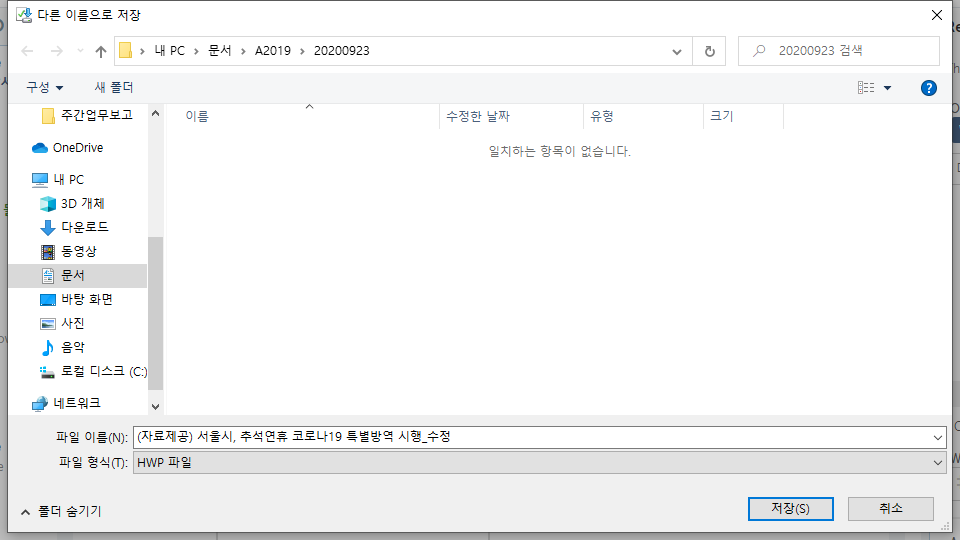 다른 이름으로 저장
내 PC > 문서 > A2019 > 20200923
20200923 검색
구성
새 폴더
이름
수정한 날짜
유형
크기
일치하는 항목이 없습니다.
주간업무보고
OneDrive
내 PC
3D 개체
다운로드
동영상
문서
바탕 화면
사진
음악
로컬 디스크 (C:)
네트워크
파일 이름(N): (자료제공) 서울시, 추석연휴 코로나19 특별방역 시행_수정
파일 형식(T): HWP 파일
폴더 숨기기
저장(S)
취소